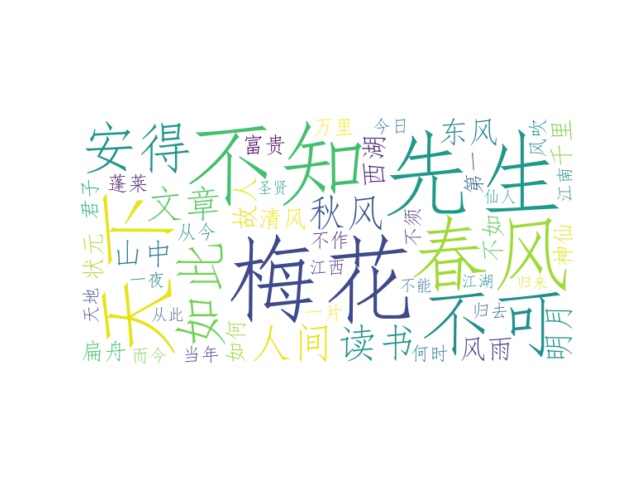 安得
不知
先生
梅花
春风
不可
天下
如此
人间
读书
秋风
文章
山中
东风
西湖
富贵
万里
今日
风吹
千里
第一
江南
仙人
神仙
不如
不须
明月
归来
归去
江湖
不能
风雨
何时
一片
江西
不作
清风
故人
圣贤
蓬莱
君子
状元
从今
一夜
天地
从此
扁舟
而今
当年
如何